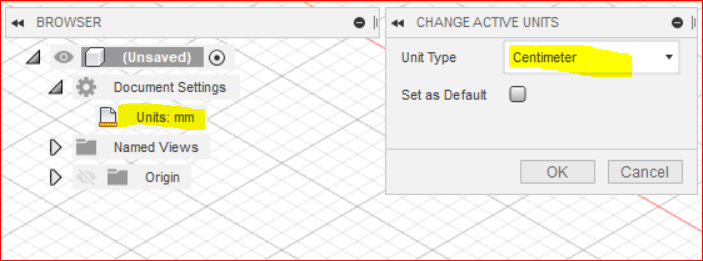 BROWSER
(Unsaved)
Document Settings
Units: mm
Named Views
Origin
CHANGE ACTIVE UNITS
Unit Type Centimeter
Set as Default
OK Cancel